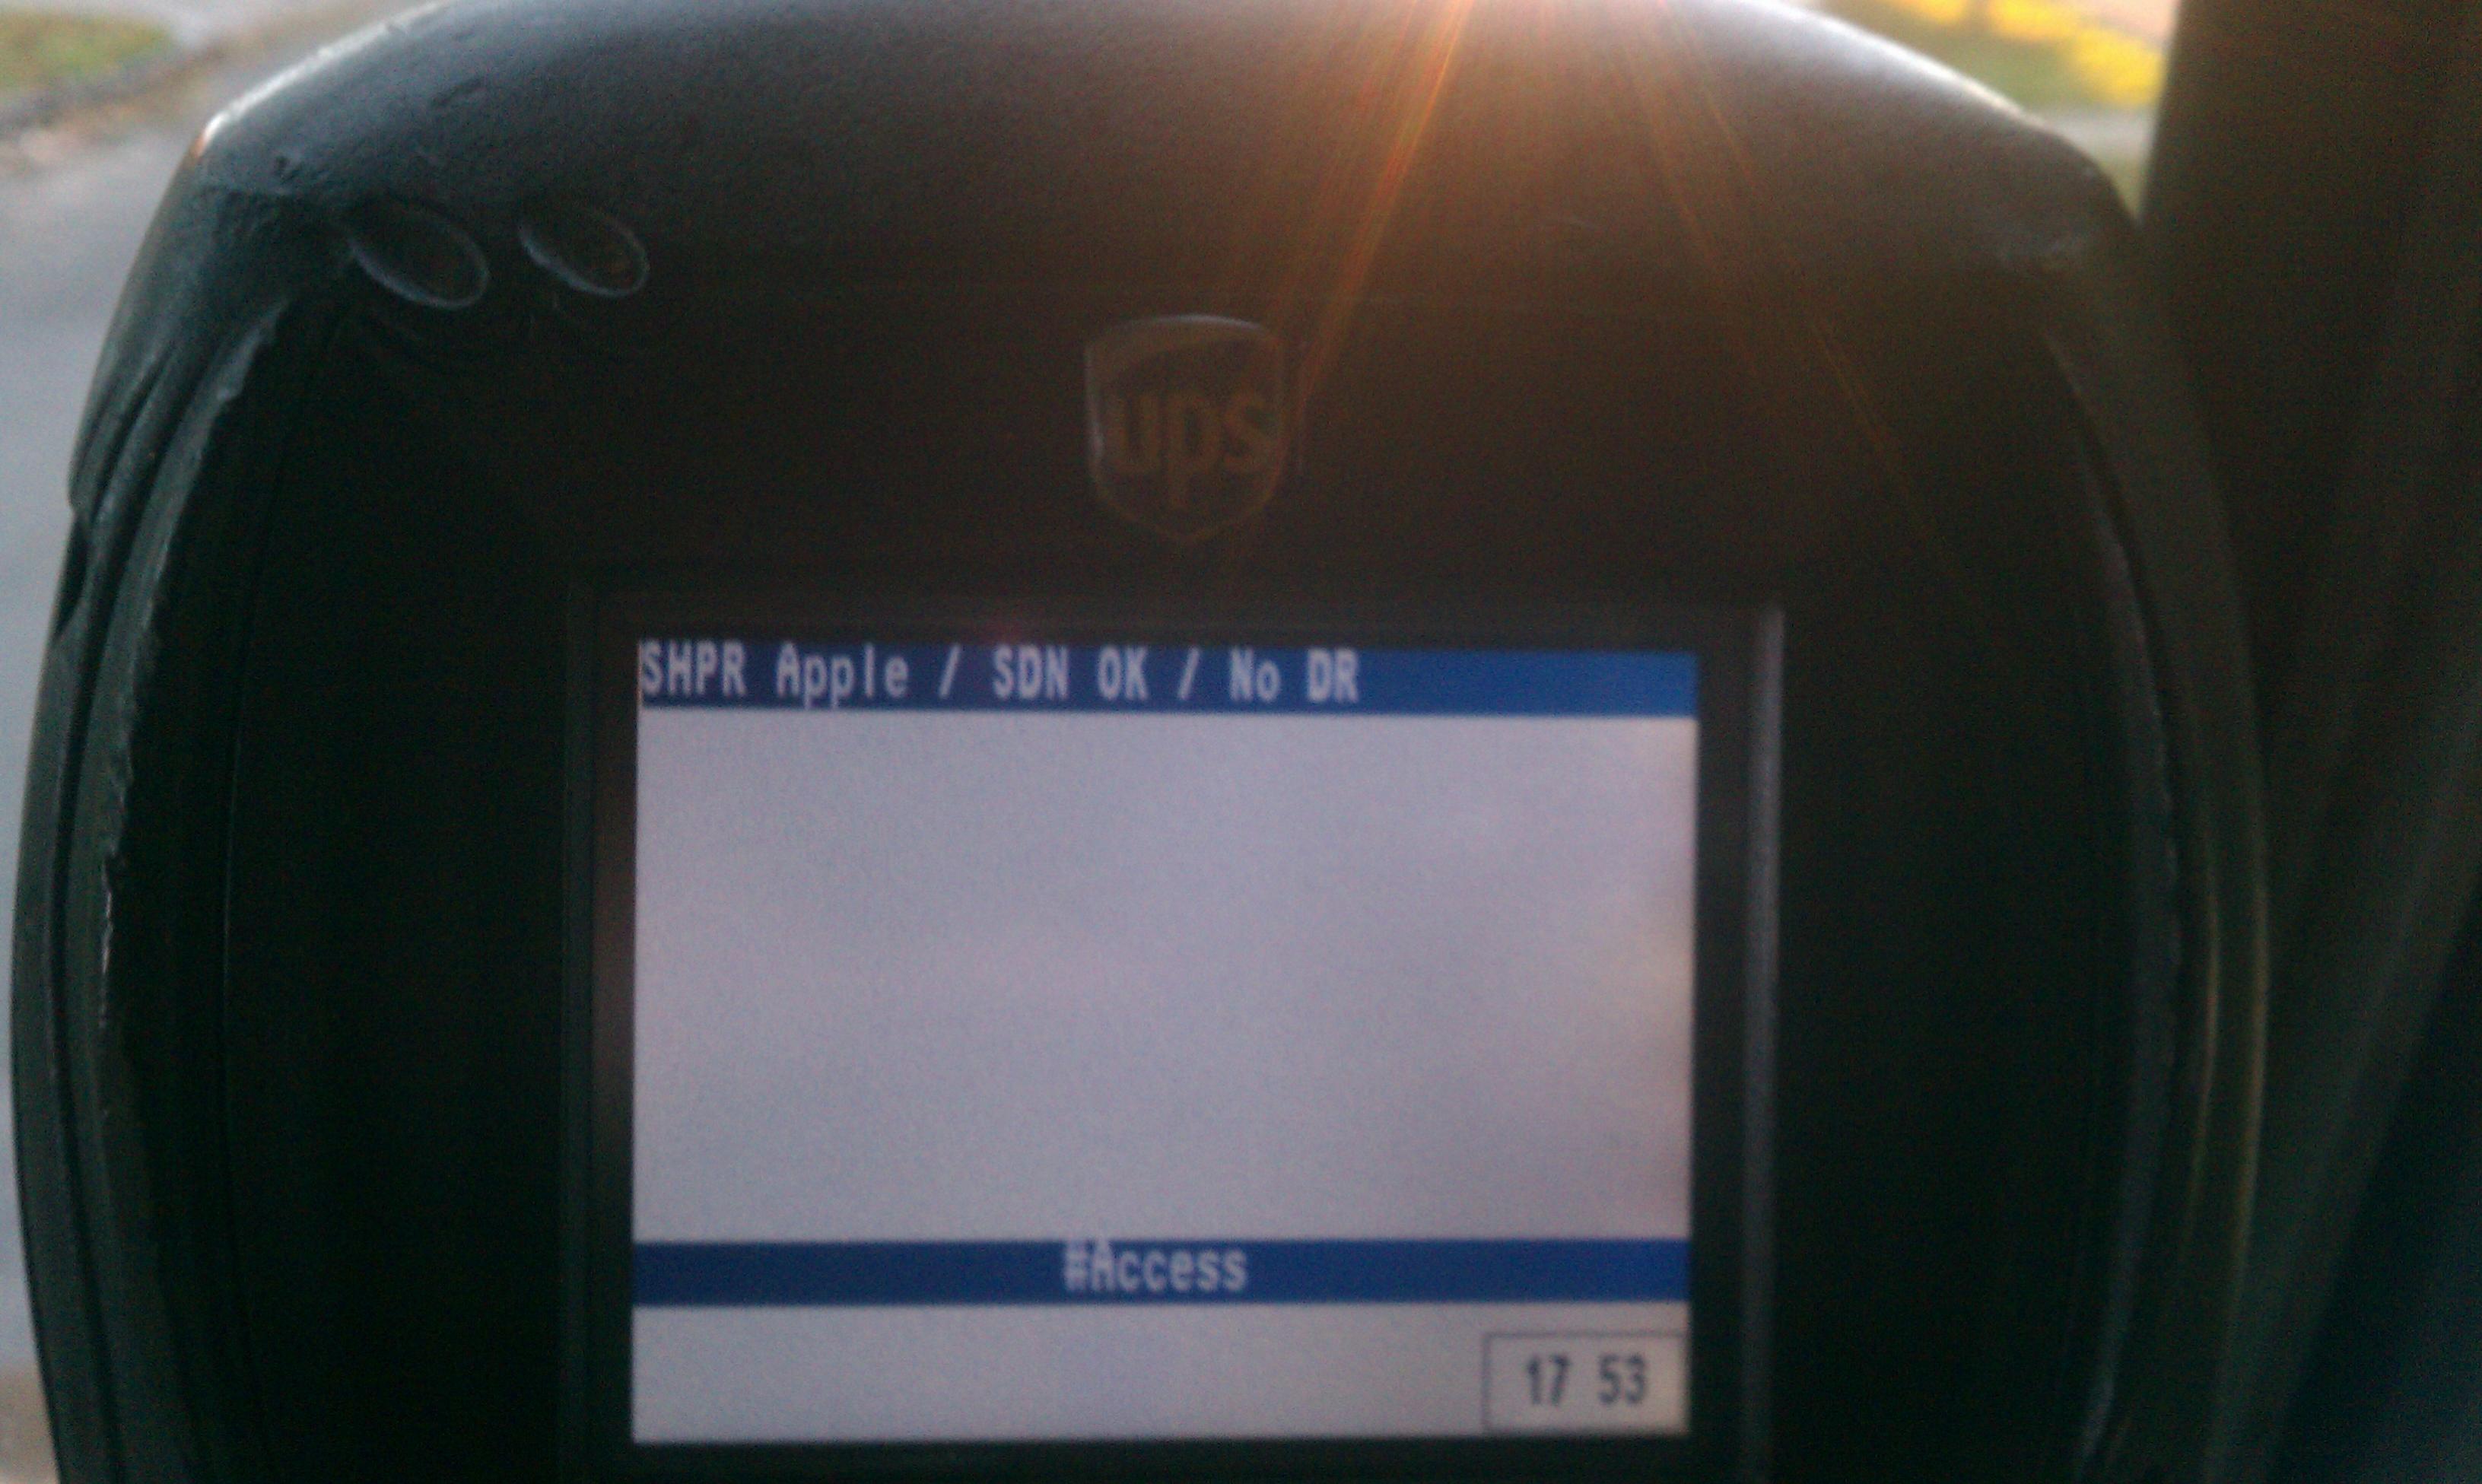 ups
SHPR Apple / SDN OK / No DR
#Access
17 53